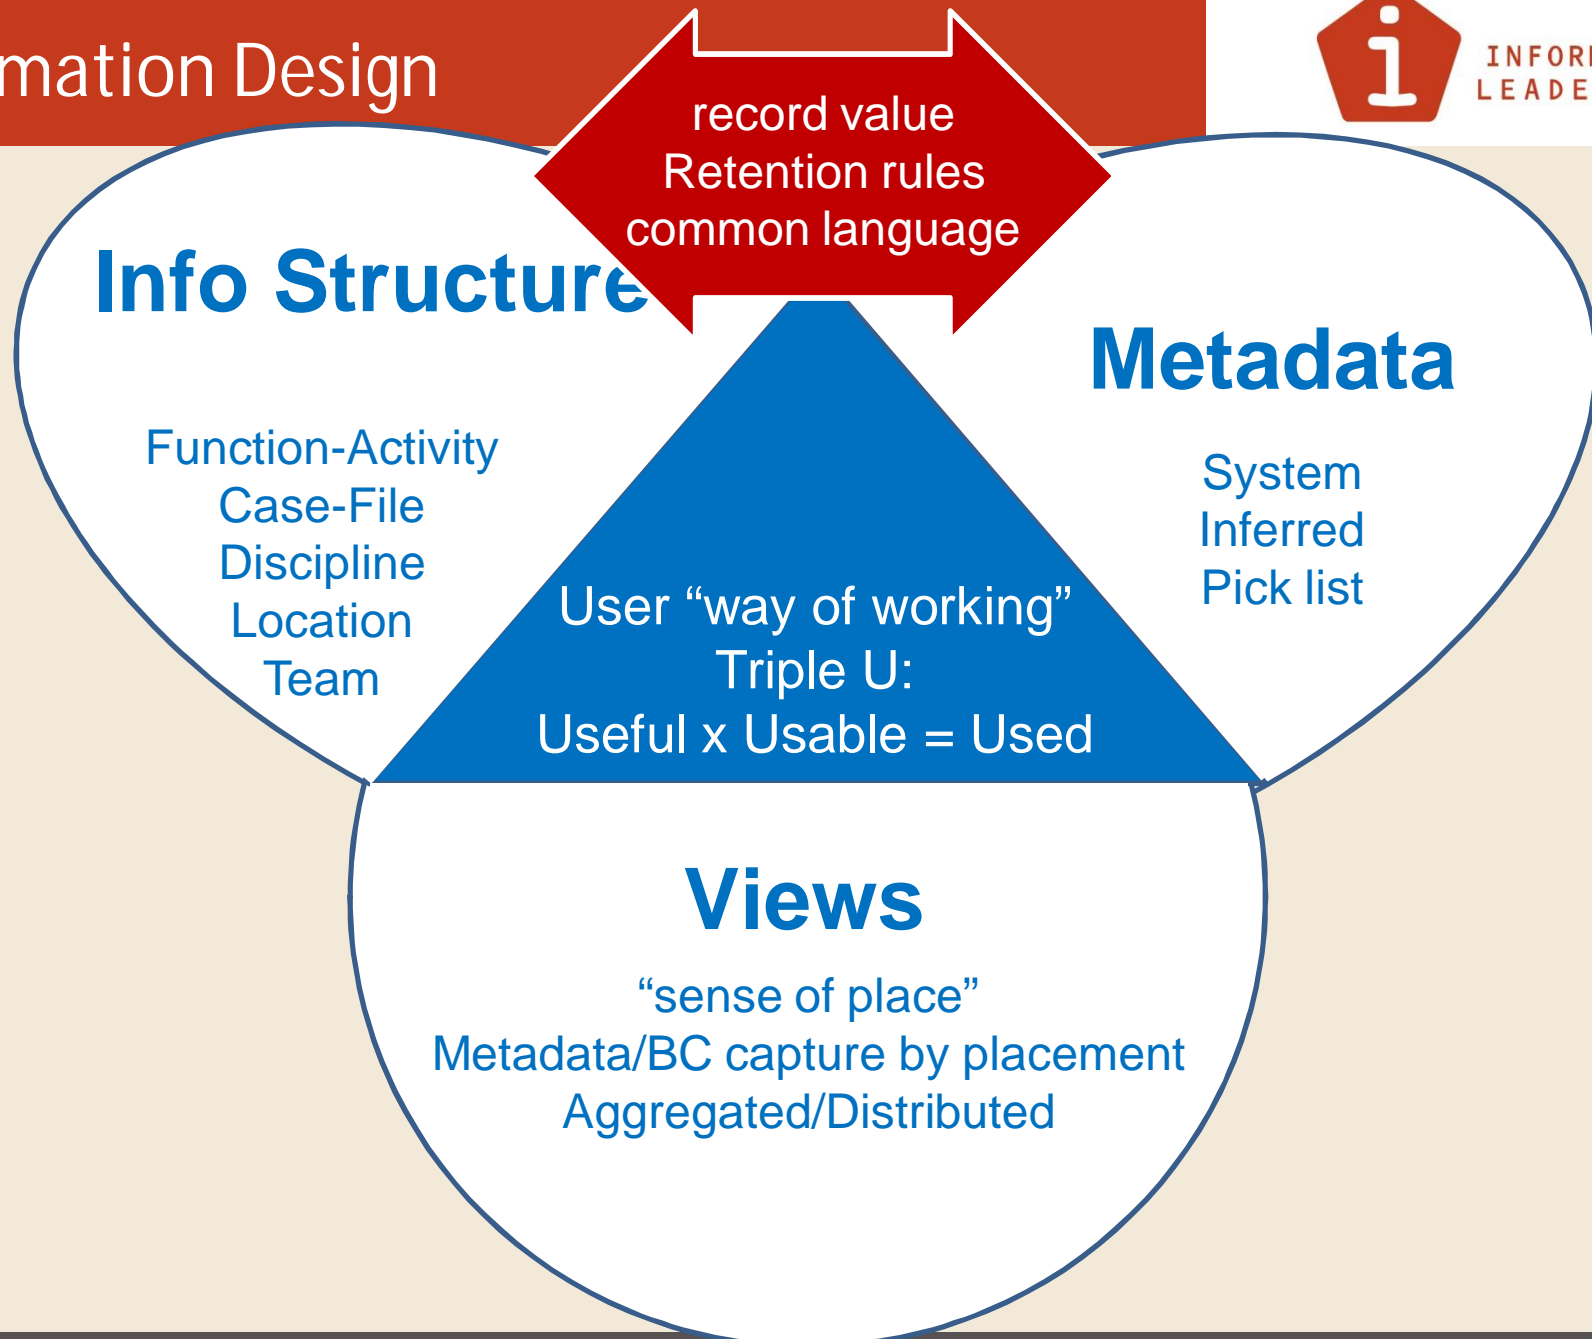 mation Design
i
INFOR
LEADE
record value
Retention rules
common language
Info Structure
Function-Activity
Case-File
Discipline
Location
Team
Metadata
System
Inferred
Pick list
User “way of working”
Triple U:
Useful x Usable = Used
Views
“sense of place”
Metadata/BC capture by placement
Aggregated/Distributed